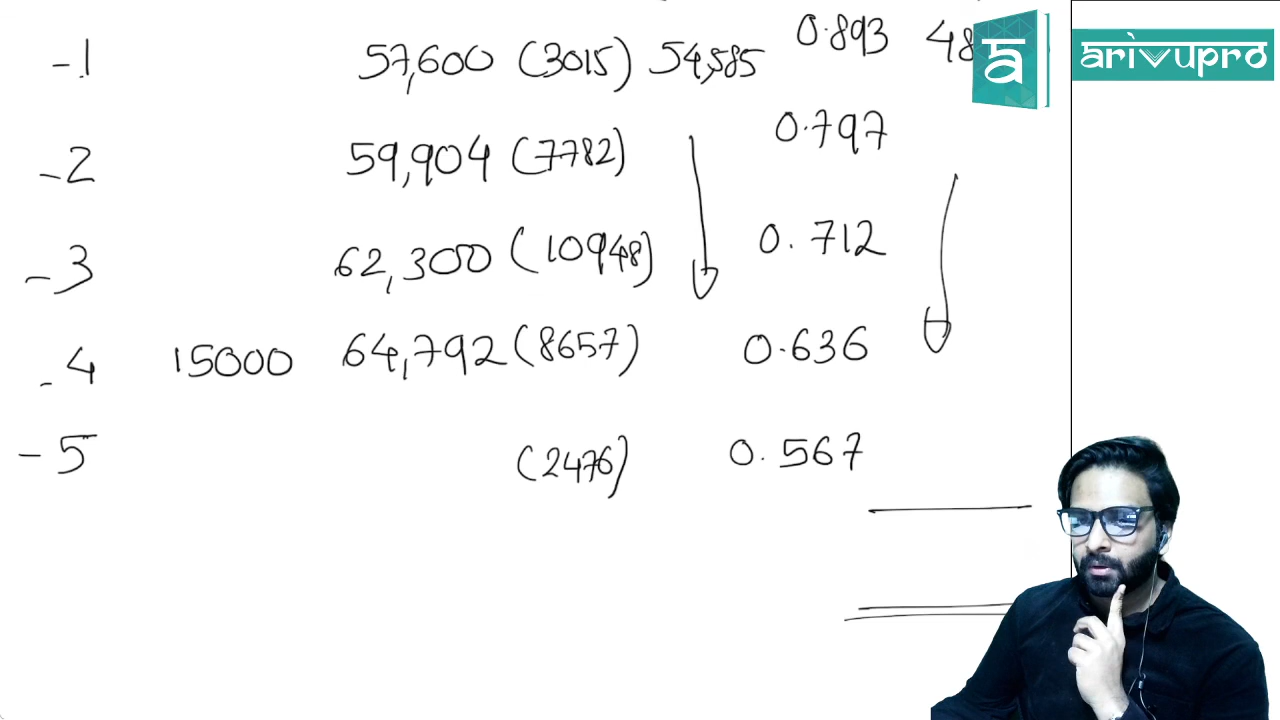 -1 57,600 (3015) 54,585 0.893 48
arivupro
-2 59,904 (7782) 0.797
-3 62,300 (10948) 0.712
-4 15000 64,792 (8657) 0.636
-5 (2476) 0.567